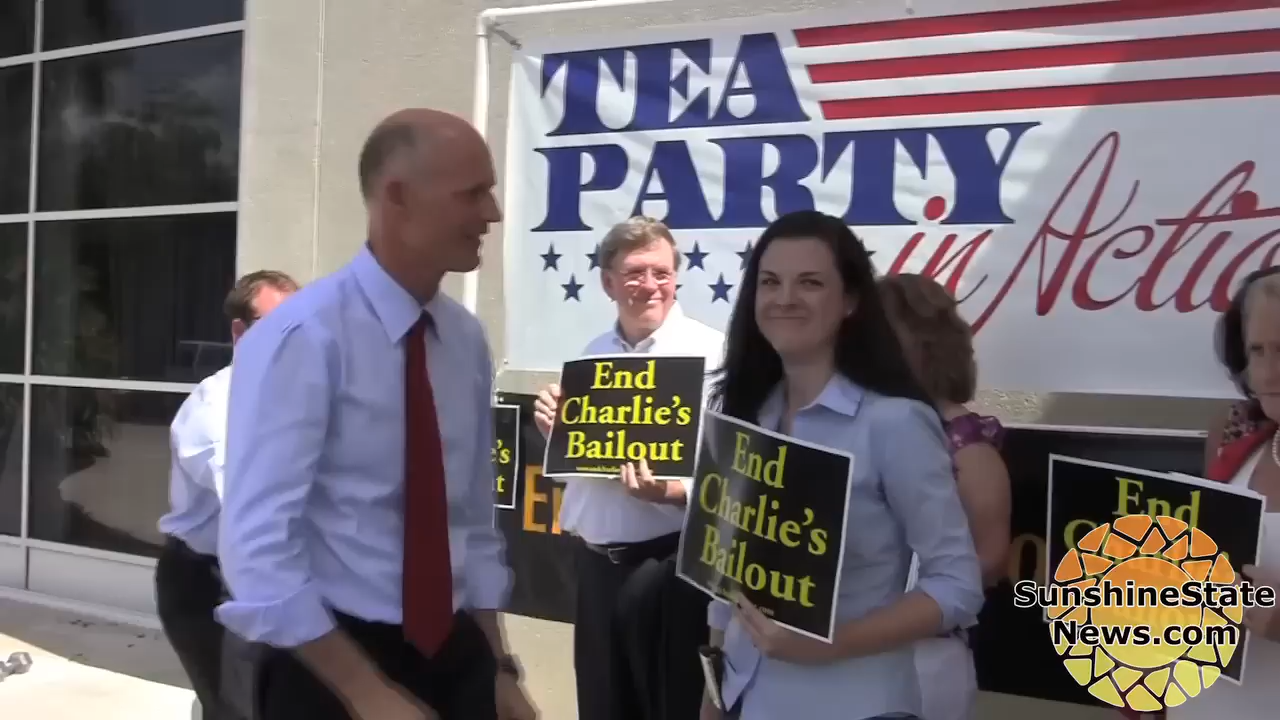 TEA
PARTY
in Actio
End
Charlie's
Bailout
End
Charlie's
Bailout
e's
t
E
End
SunshineState
News.com